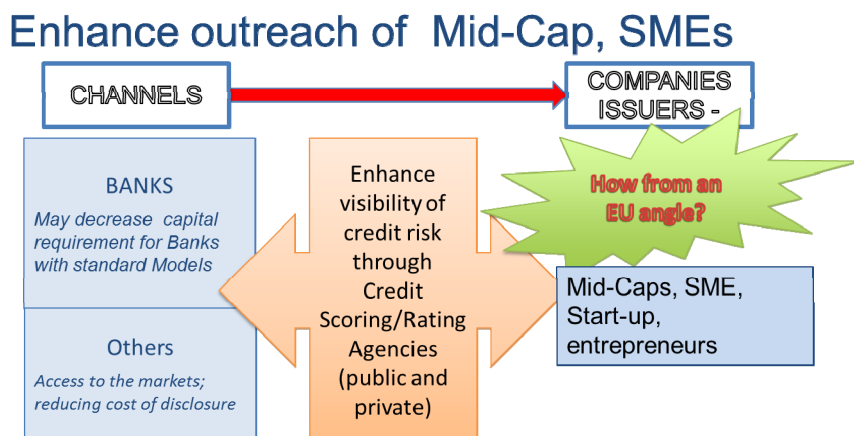 Enhance outreach of Mid-Cap, SMEs
CHANNELS
COMPANIES
ISSUERS -
BANKS
May decrease capital
requirement for Banks
with standard Models
Others
Access to the markets;
reducing cost of disclosure
Enhance
visibility of
credit risk
through
Credit
Scoring/Rating
Agencies
(public and
private)
How from an
EU angle?
Mid-Caps, SME,
Start-up,
entrepreneurs